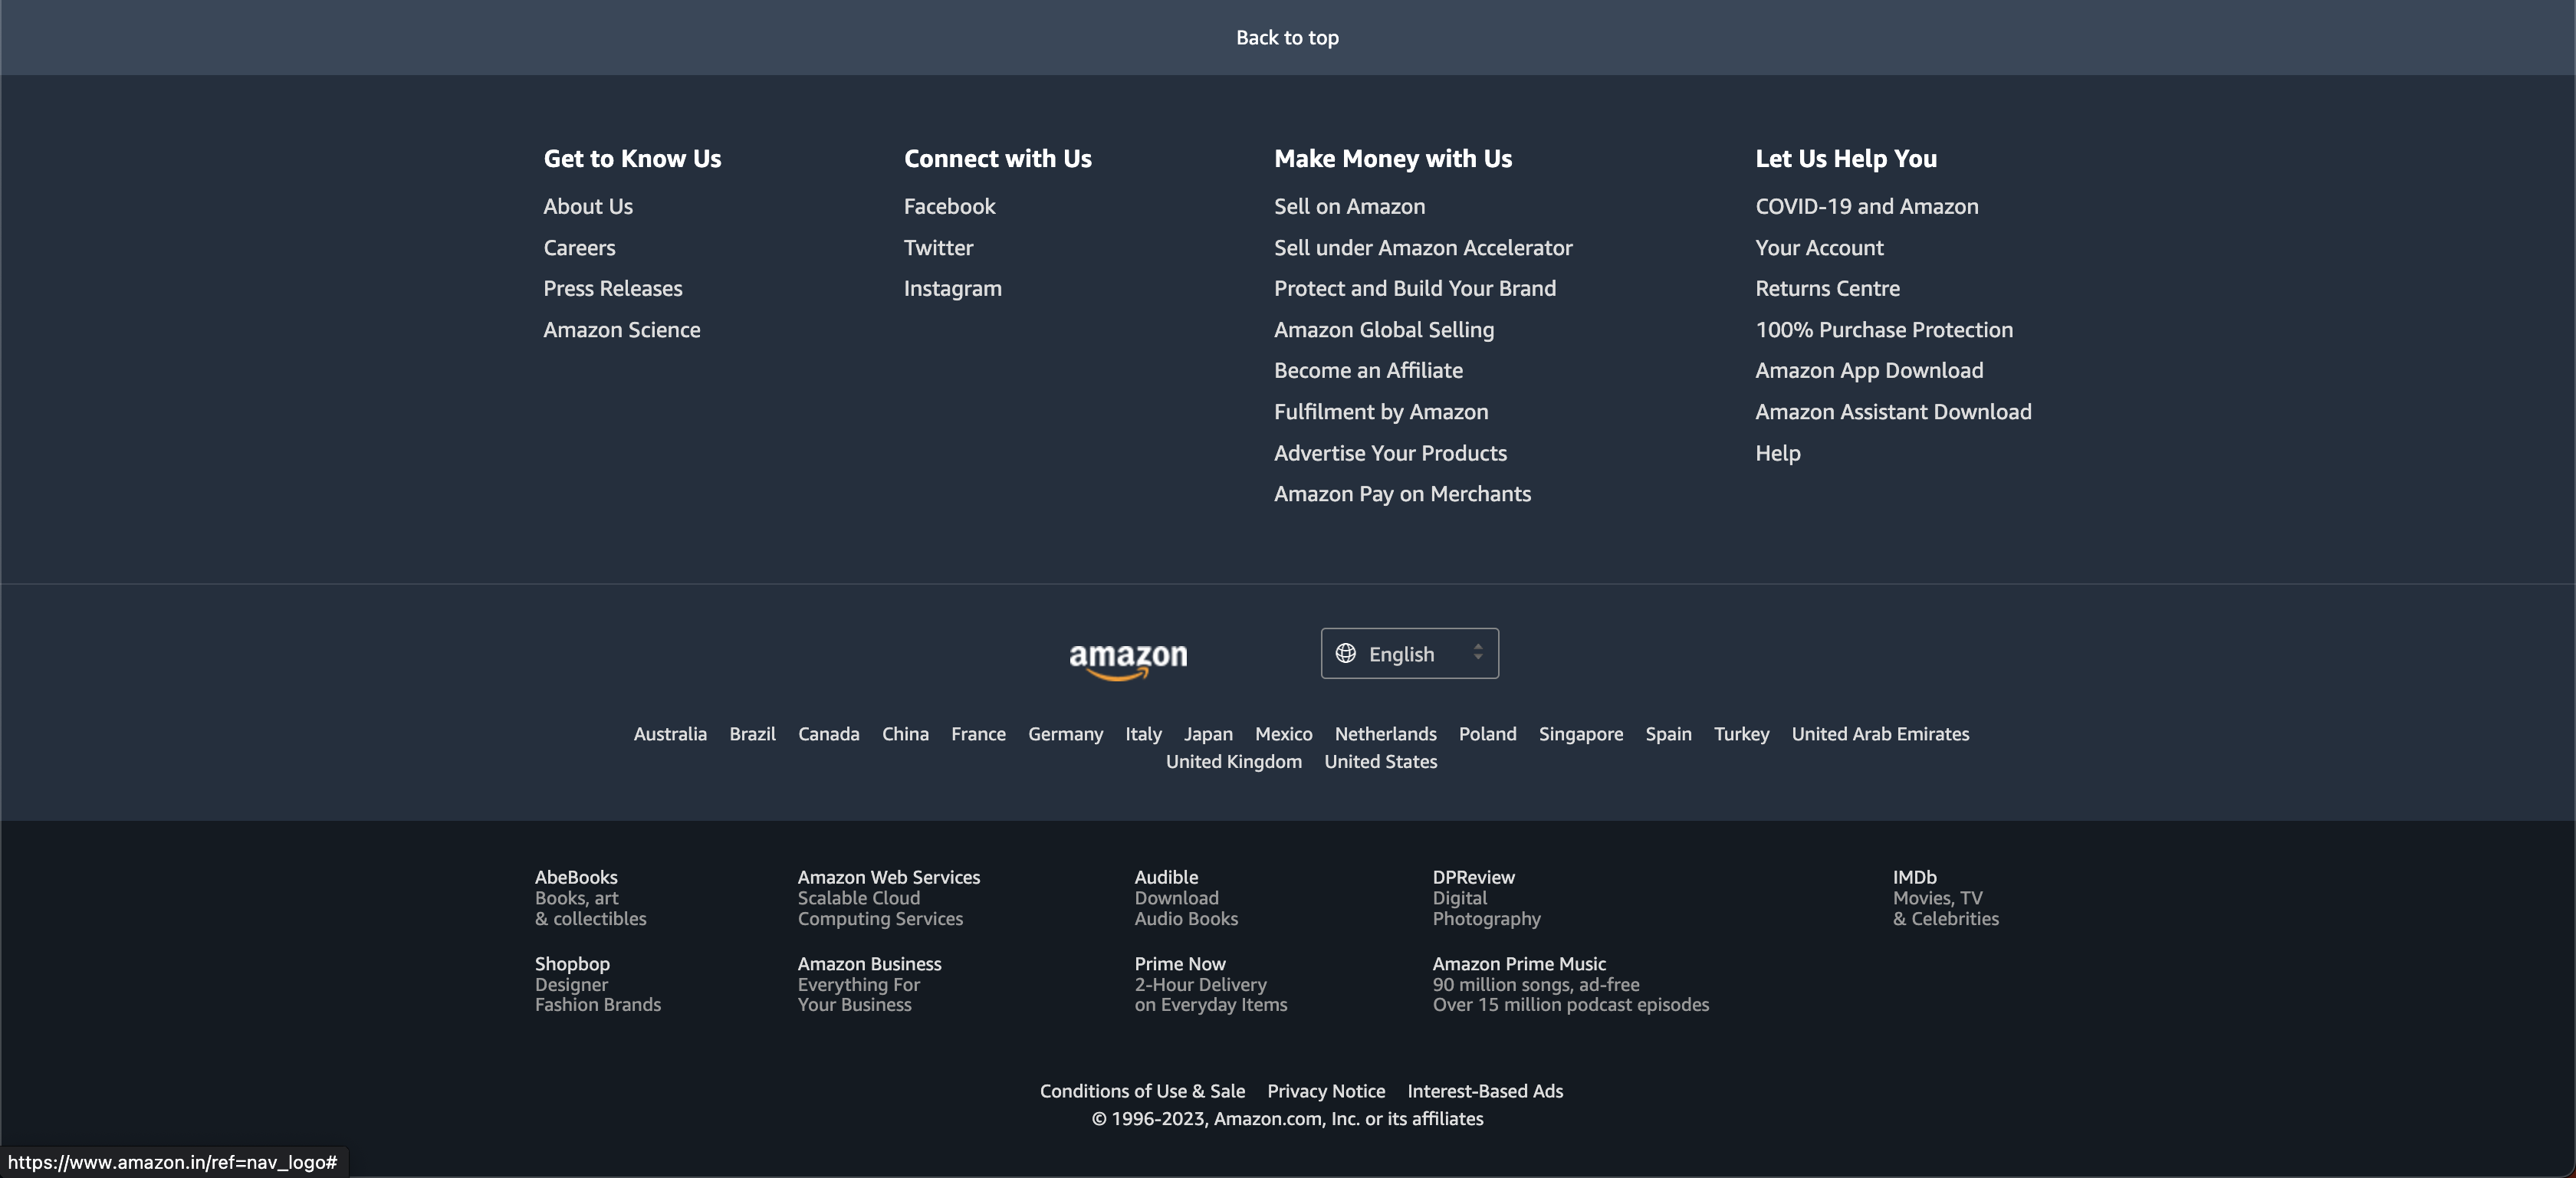 Back to top
Get to Know Us
About Us
Careers
Press Releases
Amazon Science
Connect with Us
Facebook
Twitter
Instagram
Make Money with Us
Sell on Amazon
Sell under Amazon Accelerator
Protect and Build Your Brand
Amazon Global Selling
Become an Affiliate
Fulfilment by Amazon
Advertise Your Products
Amazon Pay on Merchants
Let Us Help You
COVID-19 and Amazon
Your Account
Returns Centre
100% Purchase Protection
Amazon App Download
Amazon Assistant Download
Help
amazon
English
Australia Brazil Canada China France Germany Italy Japan Mexico Netherlands Poland Singapore Spain Turkey United Arab Emirates
United Kingdom United States
AbeBooks
Books, art
& collectibles
Amazon Web Services
Scalable Cloud
Computing Services
Audible
Download
Audio Books
DPReview
Digital
Photography
IMDb
Movies, TV
& Celebrities
Shopbop
Designer
Fashion Brands
Amazon Business
Everything For
Your Business
Prime Now
2-Hour Delivery
on Everyday Items
Amazon Prime Music
90 million songs, ad-free
Over 15 million podcast episodes
Conditions of Use & Sale Privacy Notice Interest-Based Ads
© 1996-2023, Amazon.com, Inc. or its affiliates
https://www.amazon.in/ref=nav_logo#